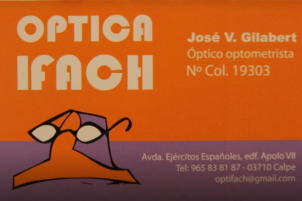 OPTICA
IFACH
José V. Gilabert
Óptico optometrista
Nº Col. 19303
Avda. Ejércitos Españoles, edf. Apolo VII
Tel: 965 83 81 87 - 03710 Calpe
optifach@gmail.com